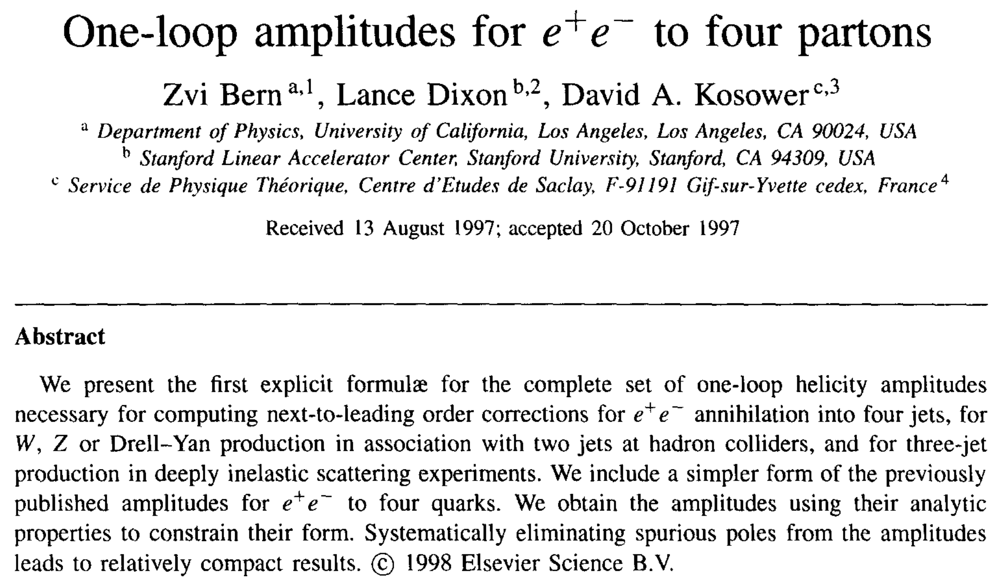 One-loop amplitudes for e⁺e⁻ to four partons
Zvi Bern ᵃ,¹, Lance Dixon ᵇ,², David A. Kosower ᶜ,³
ᵃ Department of Physics, University of California, Los Angeles, Los Angeles, CA 90024, USA
ᵇ Stanford Linear Accelerator Center, Stanford University, Stanford, CA 94309, USA
ᶜ Service de Physique Théorique, Centre d'Etudes de Saclay, F-91191 Gif-sur-Yvette cedex, France ⁴
Received 13 August 1997; accepted 20 October 1997
Abstract
We present the first explicit formulæ for the complete set of one-loop helicity amplitudes
necessary for computing next-to-leading order corrections for e⁺e⁻ annihilation into four jets, for
W, Z or Drell–Yan production in association with two jets at hadron colliders, and for three-jet
production in deeply inelastic scattering experiments. We include a simpler form of the previously
published amplitudes for e⁺e⁻ to four quarks. We obtain the amplitudes using their analytic
properties to constrain their form. Systematically eliminating spurious poles from the amplitudes
leads to relatively compact results. © 1998 Elsevier Science B.V.